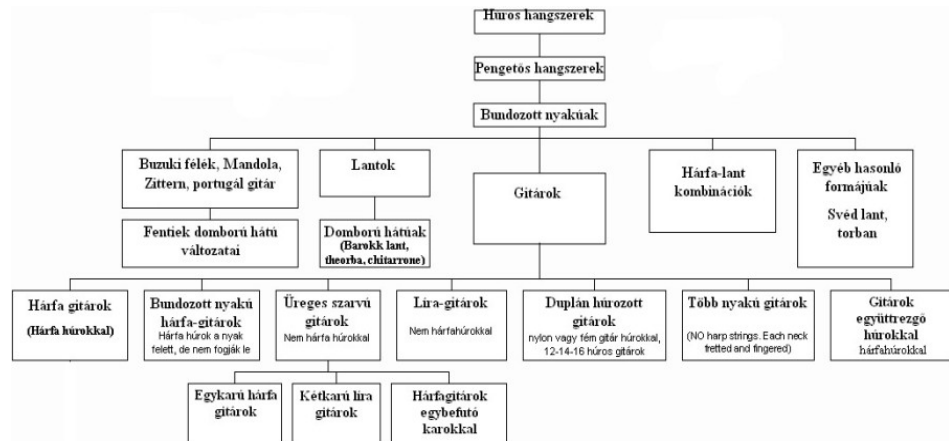 Húros hangszerek
Pengetős hangszerek
Bundozott nyakúak
Buzuki félék, Mandola,
Zittern, portugál gitár
Lantok
Gitárok
Hárfa-lant
kombinációk
Egyéb hasonló
formájúak
Svéd lant,
torban
Fentiek domború hátú
változatai
Domború hátúak
(Barokk lant,
theorba, chitarrone)
Hárfa gitárok
(Hárfa húrokkal)
Bundozott nyakú
hárfa-gitárok
Hárfa húrok a nyak
felett, de nem fogják le
Üreges szarvú
gitárok
Nem hárfa húrokkal
Líra-gitárok
Nem hárfahúrokkal
Duplán húrozott
gitárok
nylon vagy fém gitár húrokkal,
12-14-16 húros gitárok
Több nyakú gitárok
(NO harp strings. Each neck
fretted and fingered)
Gitárok
együttrezgő
húrokkal
hárfahúrokkal
Egykarú hárfa
gitárok
Kétkarú líra
gitárok
Hárfagitárok
egybefutó
karokkal